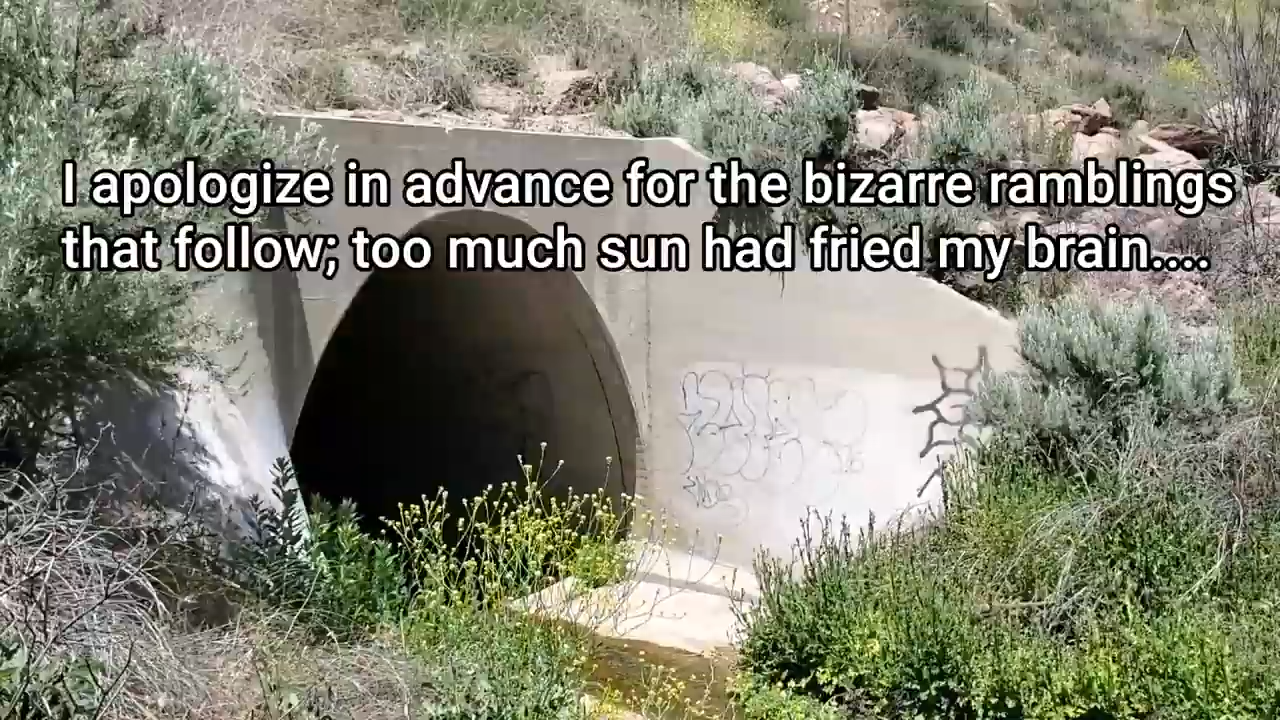 I apologize in advance for the bizarre ramblings
that follow; too much sun had fried my brain....